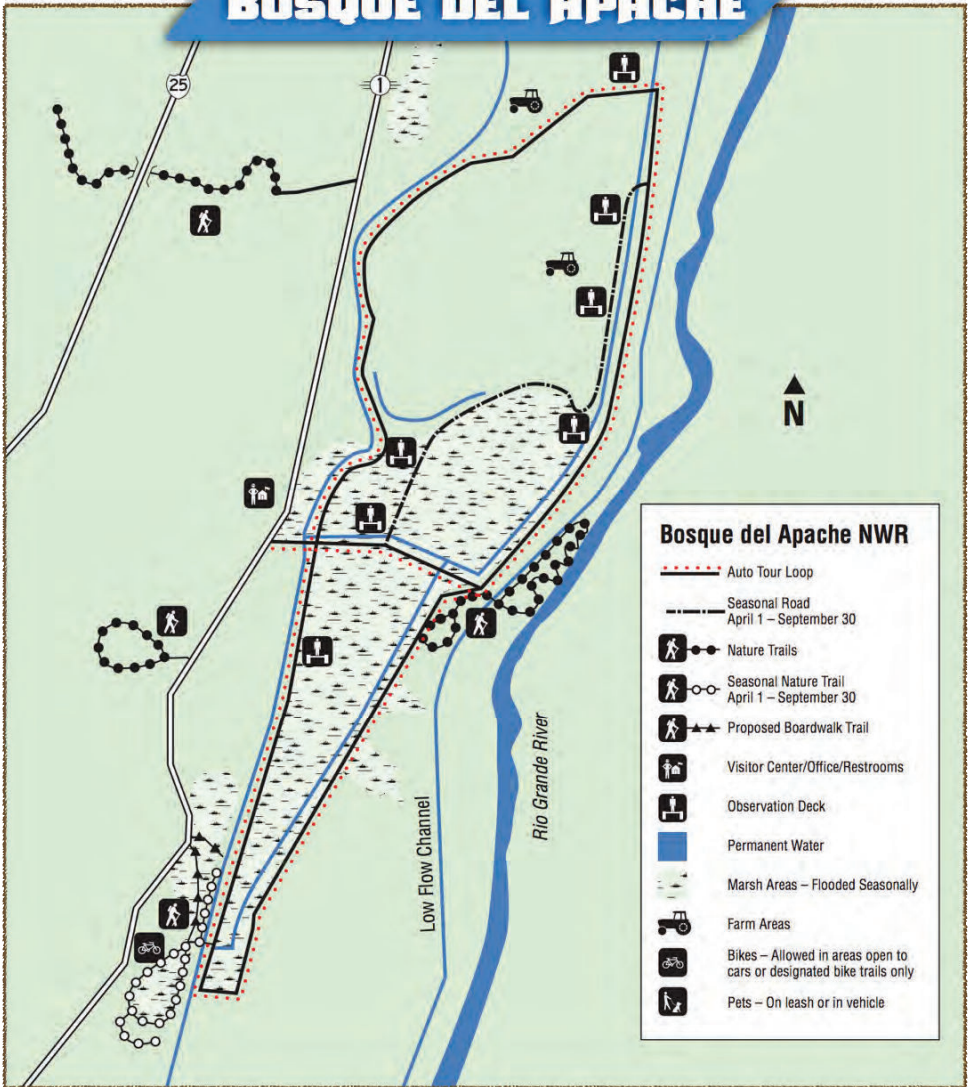 BOSQUE DEL APACHE
25
1
N
Bosque del Apache NWR
Auto Tour Loop
Seasonal Road
April 1 – September 30
Nature Trails
Seasonal Nature Trail
April 1 – September 30
Proposed Boardwalk Trail
Visitor Center/Office/Restrooms
Observation Deck
Permanent Water
Marsh Areas – Flooded Seasonally
Farm Areas
Bikes – Allowed in areas open to
cars or designated bike trails only
Pets – On leash or in vehicle
Low Flow Channel
Rio Grande River